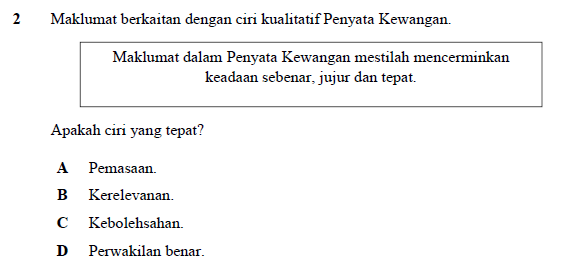 2 Maklumat berkaitan dengan ciri kualitatif Penyata Kewangan.
Maklumat dalam Penyata Kewangan mestilah mencerminkan
keadaan sebenar, jujur dan tepat.
Apakah ciri yang tepat?
A Pemasaan.
B Kerelevanan.
C Kebolehsahan.
D Perwakilan benar.